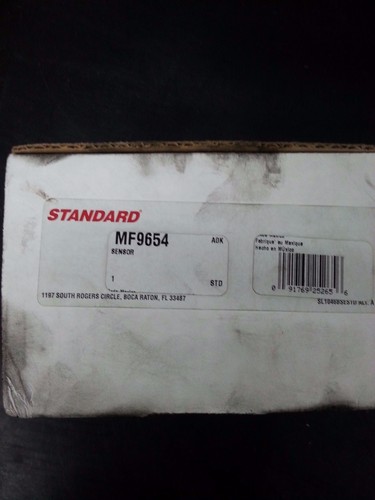 STANDARD
MF9654 AOK
SENSOR
1 STD
Fabriqué au Mexique
Hecho en México
0 91769 25265 6
1167 SOUTH ROGERS CIRCLE, BOCA RATON, FL 33487